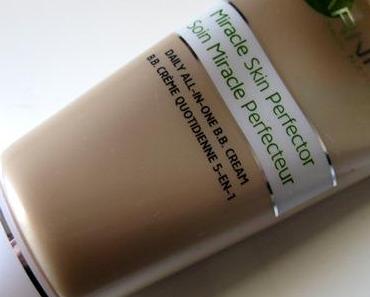 Miracle Skin Perfector
Soin Miracle Perfecteur
DAILY ALL-IN-ONE B.B. CREAM
B.B. CRÈME QUOTIDIENNE 5-EN-1